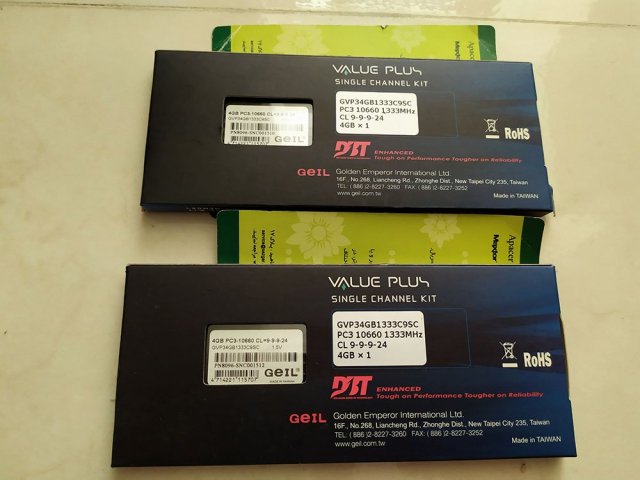 Apacer
VALUE PLUS
SINGLE CHANNEL KIT
4GB PC3-10660 CL=9-9-9-24
GVP34GB1333C9SC
PN8096-SNC001510
GVP34GB1333C9SC
PC3 10660 1333MHz
CL 9-9-9-24
4GB × 1
RoHS
DBT ENHANCED
Tough on Performance Tougher on Reliability
GEIL Golden Emperor International Ltd.
16F., No.268, Liancheng Rd., Zhonghe Dist., New Taipei City 235, Taiwan
TEL: ( 886 )2-8227-3260 FAX: ( 886 )2-8227-3252
www.geil.com.tw
Made in TAIWAN
Apacer
VALUE PLUS
SINGLE CHANNEL KIT
4GB PC3-10660 CL=9-9-9-24
GVP34GB1333C9SC 1.5V
PN8096-SNC001512
GEIL
4 714221 115707
GVP34GB1333C9SC
PC3 10660 1333MHz
CL 9-9-9-24
4GB × 1
RoHS
DBT ENHANCED
Tough on Performance Tougher on Reliability
GEIL Golden Emperor International Ltd.
16F., No.268, Liancheng Rd., Zhonghe Dist., New Taipei City 235, Taiwan
TEL: ( 886 )2-8227-3260 FAX: ( 886 )2-8227-3252
www.geil.com.tw
Made in TAIWAN